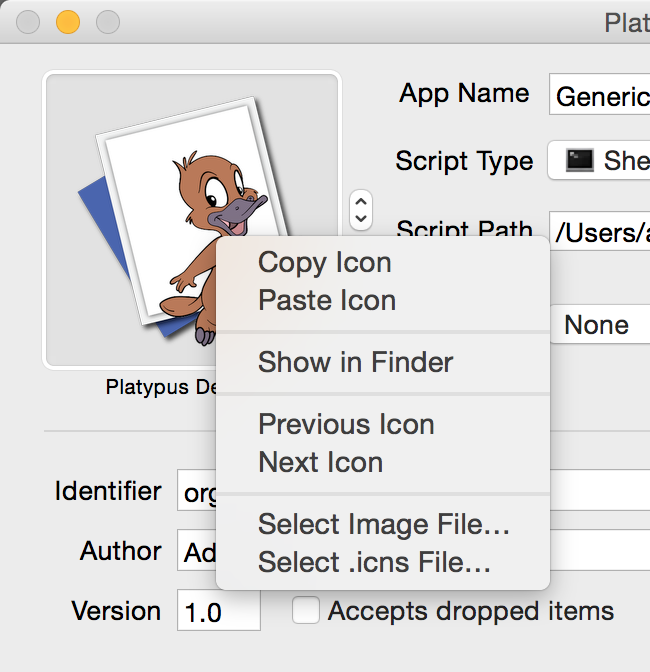 Plat
App Name
Generic
Script Type
She
Script Path
/Users/a
None
Platypus De
Copy Icon
Paste Icon
Show in Finder
Previous Icon
Next Icon
Select Image File...
Select .icns File...
Identifier
org
Author
Ad
Version
1.0
Accepts dropped items